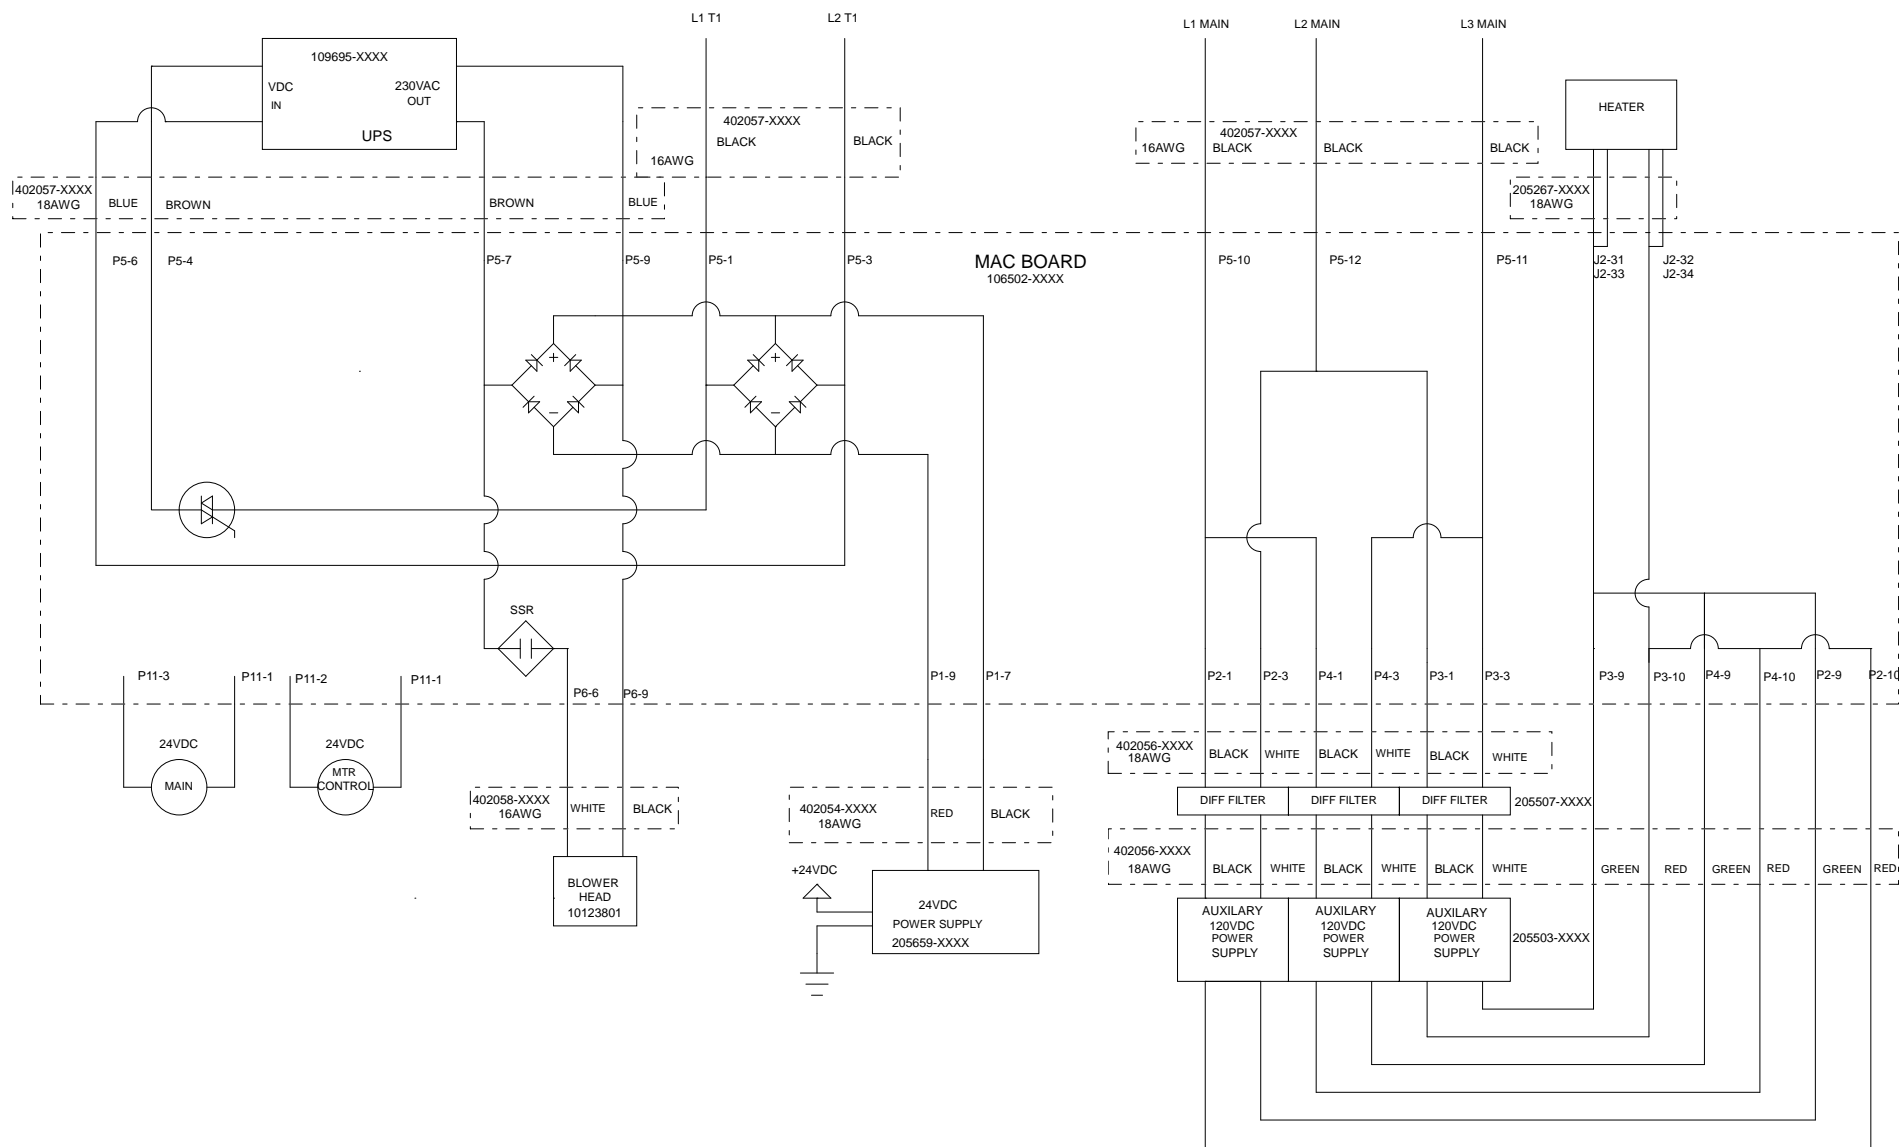 L1 T1
L2 T1
L1 MAIN
L2 MAIN
L3 MAIN
109695-XXXX
VDC
IN
230VAC
OUT
UPS
HEATER
402057-XXXX
BLACK
BLACK
16AWG
402057-XXXX
16AWG
BLACK
BLACK
BLACK
402057-XXXX
18AWG
BLUE
BROWN
BROWN
BLUE
205267-XXXX
18AWG
P5-6
P5-4
P5-7
P5-9
P5-1
P5-3
MAC BOARD
106502-XXXX
P5-10
P5-12
P5-11
J2-31
J2-33
J2-32
J2-34
+
−
+
−
SSR
P11-3
P11-1
P11-2
P11-1
P6-6
P6-9
P1-9
P1-7
P2-1
P2-3
P4-1
P4-3
P3-1
P3-3
P3-9
P3-10
P4-9
P4-10
P2-9
P2-10
24VDC
MAIN
24VDC
MTR
CONTROL
402058-XXXX
16AWG
WHITE
BLACK
402054-XXXX
18AWG
RED
BLACK
402056-XXXX
18AWG
BLACK
WHITE
BLACK
WHITE
BLACK
WHITE
DIFF FILTER
DIFF FILTER
DIFF FILTER
205507-XXXX
402056-XXXX
18AWG
BLACK
WHITE
BLACK
WHITE
BLACK
WHITE
GREEN
RED
GREEN
RED
GREEN
RED
BLOWER
HEAD
10123801
+24VDC
24VDC
POWER SUPPLY
205659-XXXX
AUXILARY
120VDC
POWER
SUPPLY
AUXILARY
120VDC
POWER
SUPPLY
AUXILARY
120VDC
POWER
SUPPLY
205503-XXXX